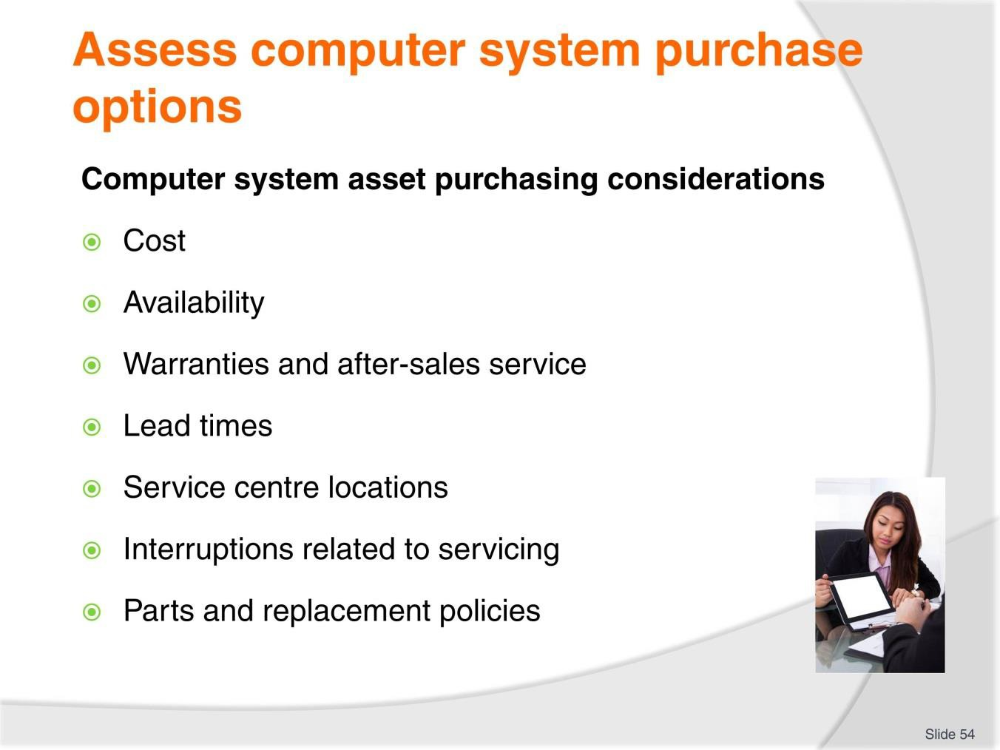 Assess computer system purchase
options
Computer system asset purchasing considerations
Cost
Availability
Warranties and after-sales service
Lead times
Service centre locations
Interruptions related to servicing
Parts and replacement policies
Slide 54